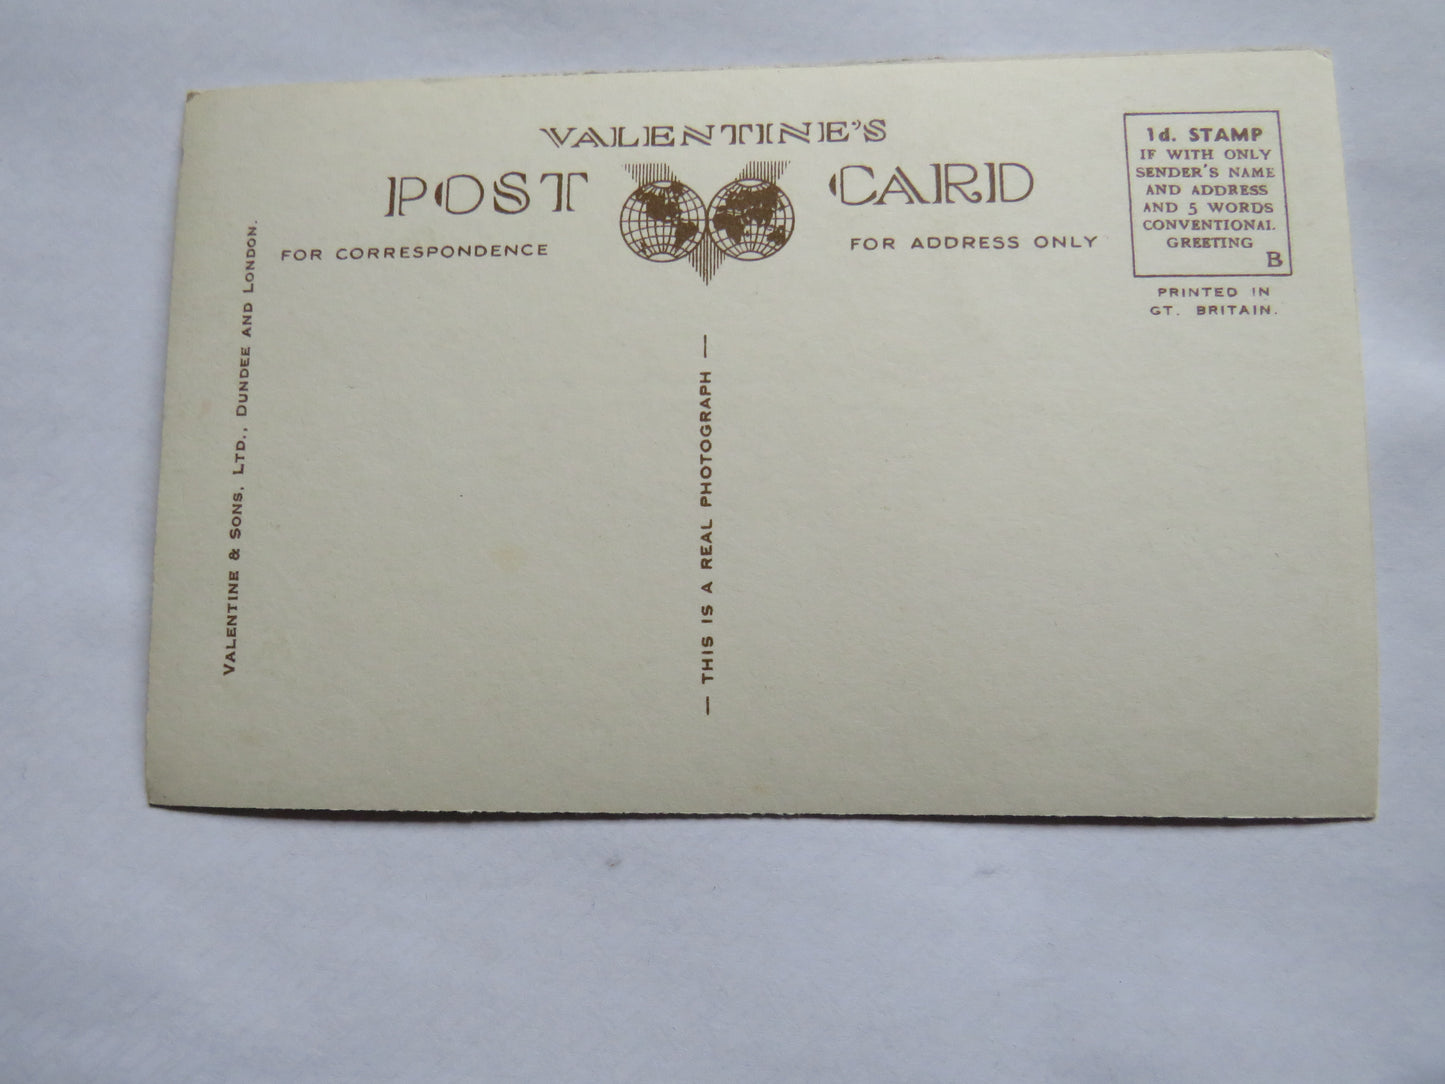 VALENTINE'S
POST CARD
FOR CORRESPONDENCE
FOR ADDRESS ONLY
1d. STAMP
IF WITH ONLY
SENDER'S NAME
AND ADDRESS
AND 5 WORDS
CONVENTIONAL
GREETING
B
PRINTED IN
GT. BRITAIN.
VALENTINE & SONS, LTD., DUNDEE AND LONDON.
— THIS IS A REAL PHOTOGRAPH —